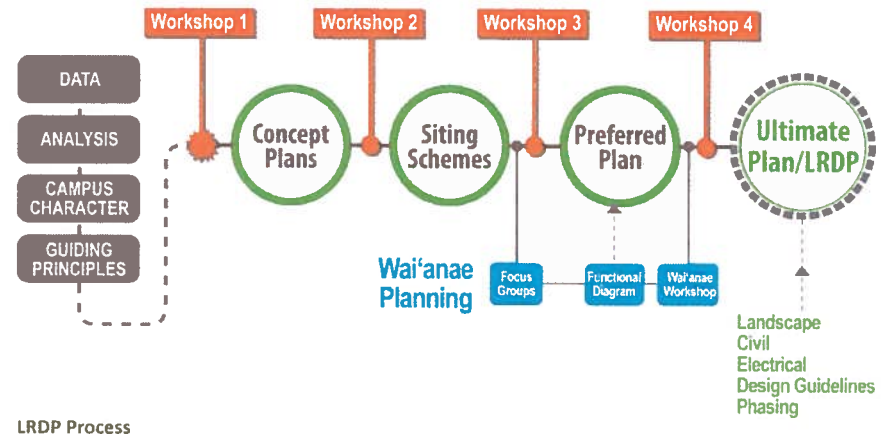 Workshop 1
Workshop 2
Workshop 3
Workshop 4
DATA
ANALYSIS
CAMPUS
CHARACTER
GUIDING
PRINCIPLES
Concept
Plans
Siting
Schemes
Preferred
Plan
Ultimate
Plan/LRDP
Wai‘anae
Planning
Focus
Groups
Functional
Diagram
Wai‘anae
Workshop
Landscape
Civil
Electrical
Design Guidelines
Phasing
LRDP Process